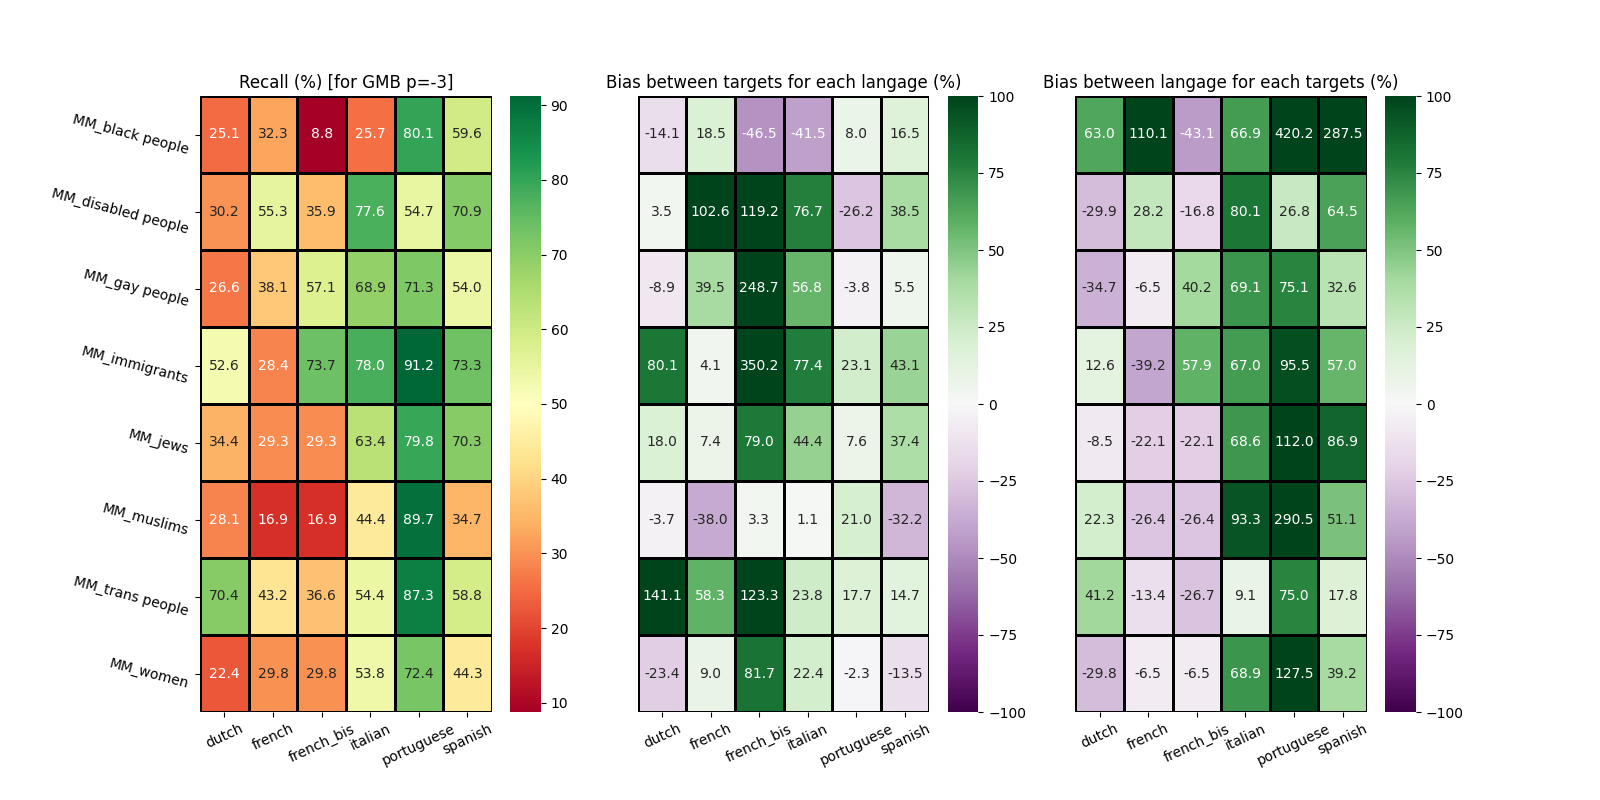 Recall (%) [for GMB p=-3] Bias between targets for each langage (%) Bias between langage for each targets (%)
MM_black people 25.1 32.3 8.8 25.7 80.1 59.6 -14.1 18.5 -46.5 -41.5 8.0 16.5 63.0 110.1 -43.1 66.9 420.2 287.5
MM_disabled people 30.2 55.3 35.9 77.6 54.7 70.9 3.5 102.6 119.2 76.7 -26.2 38.5 -29.9 28.2 -16.8 80.1 26.8 64.5
MM_gay people 26.6 38.1 57.1 68.9 71.3 54.0 -8.9 39.5 248.7 56.8 -3.8 5.5 -34.7 -6.5 40.2 69.1 75.1 32.6
MM_immigrants 52.6 28.4 73.7 78.0 91.2 73.3 80.1 4.1 350.2 77.4 23.1 43.1 12.6 -39.2 57.9 67.0 95.5 57.0
MM_jews 34.4 29.3 29.3 63.4 79.8 70.3 18.0 7.4 79.0 44.4 7.6 37.4 -8.5 -22.1 -22.1 68.6 112.0 86.9
MM_muslims 28.1 16.9 16.9 44.4 89.7 34.7 -3.7 -38.0 3.3 1.1 21.0 -32.2 22.3 -26.4 -26.4 93.3 290.5 51.1
MM_trans people 70.4 43.2 36.6 54.4 87.3 58.8 141.1 58.3 123.3 23.8 17.7 14.7 41.2 -13.4 -26.7 9.1 75.0 17.8
MM_women 22.4 29.8 29.8 53.8 72.4 44.3 -23.4 9.0 81.7 22.4 -2.3 -13.5 -29.8 -6.5 -6.5 68.9 127.5 39.2
dutch french french_bis italian portuguese spanish dutch french french_bis italian portuguese spanish dutch french french_bis italian portuguese spanish
90
80
70
60
50
40
30
20
10
100
75
50
25
0
−25
−50
−75
−100
100
75
50
25
0
−25
−50
−75
−100